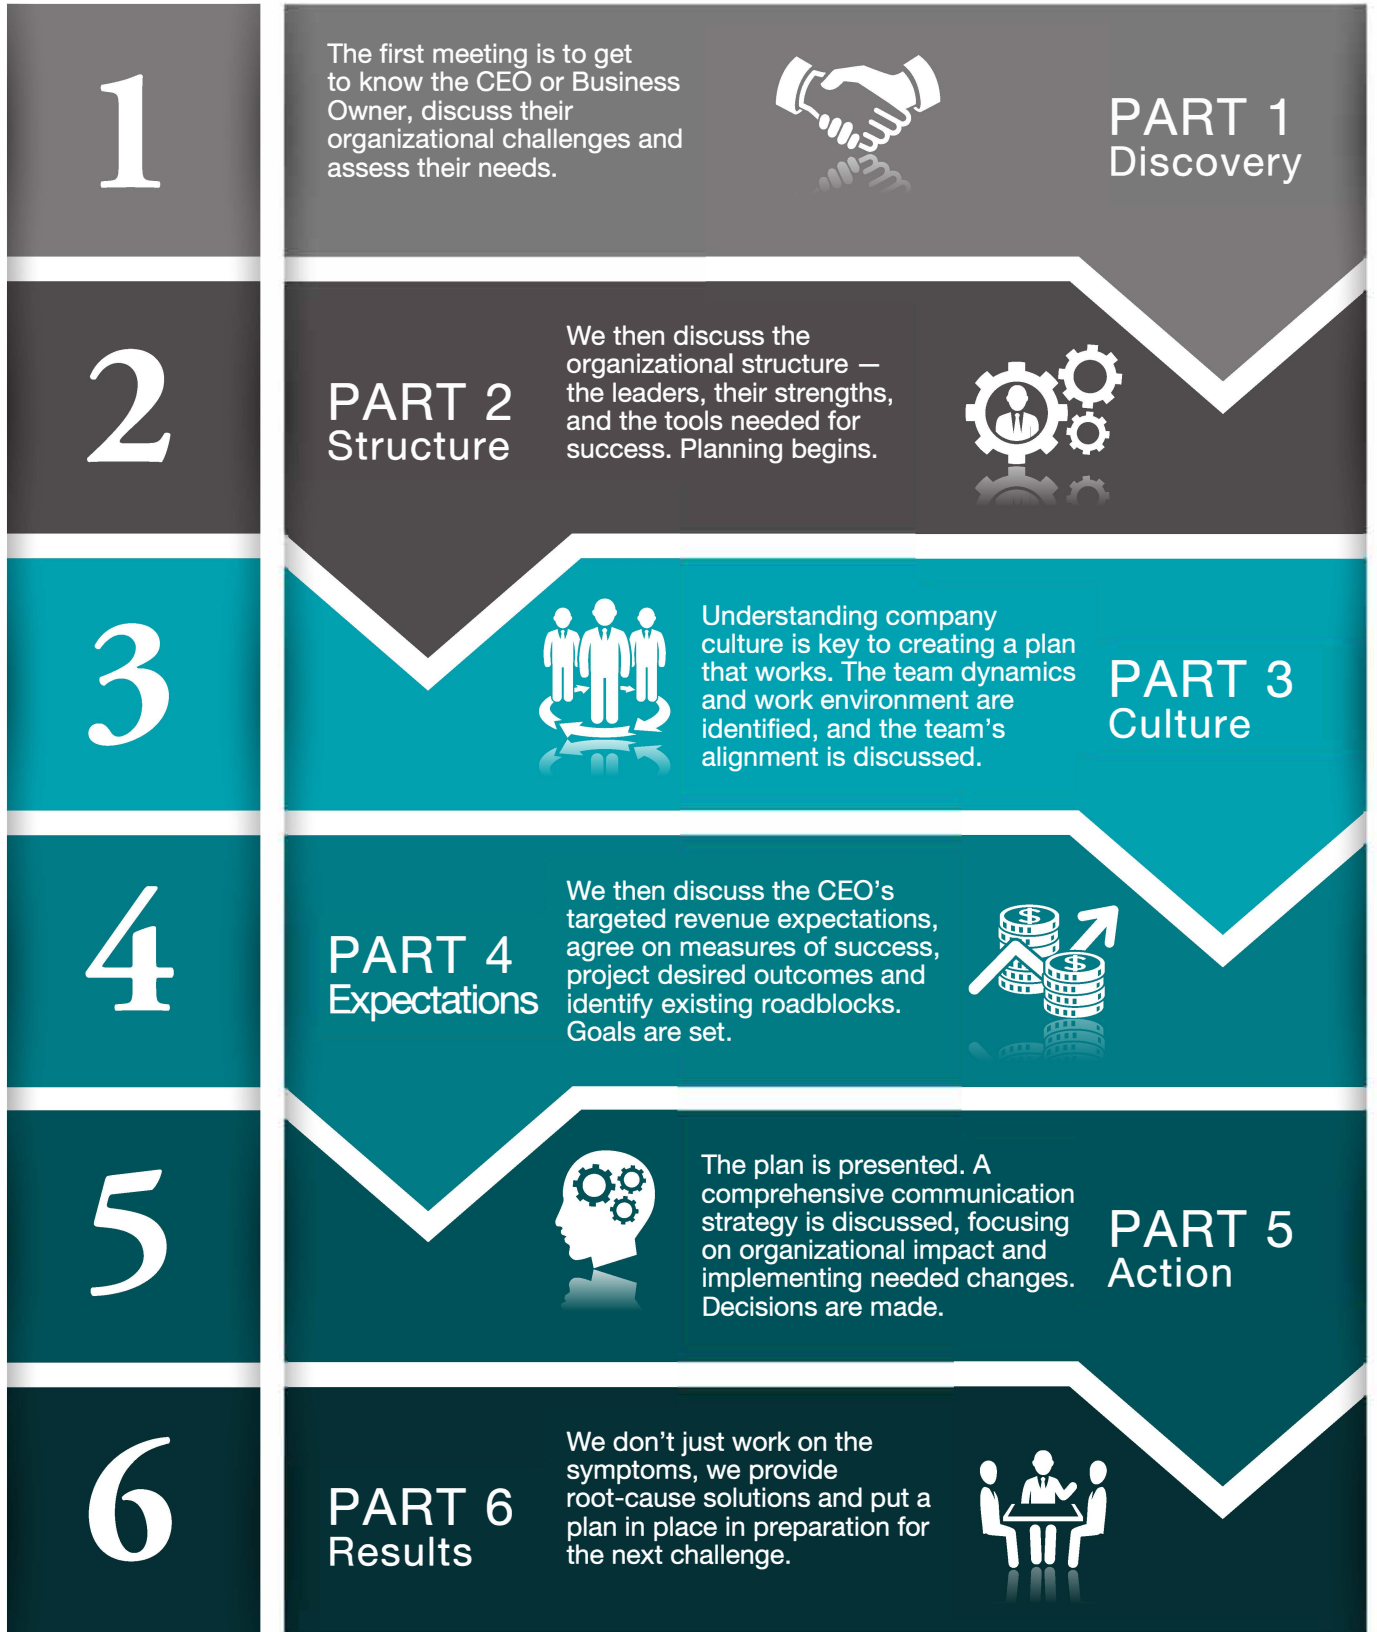 1
The first meeting is to get
to know the CEO or Business
Owner, discuss their
organizational challenges and
assess their needs.
PART 1
Discovery
2
PART 2
Structure
We then discuss the
organizational structure —
the leaders, their strengths,
and the tools needed for
success. Planning begins.
3
Understanding company
culture is key to creating a plan
that works. The team dynamics
and work environment are
identified, and the team’s
alignment is discussed.
PART 3
Culture
4
PART 4
Expectations
We then discuss the CEO’s
targeted revenue expectations,
agree on measures of success,
project desired outcomes and
identify existing roadblocks.
Goals are set.
$
$
5
The plan is presented. A
comprehensive communication
strategy is discussed, focusing
on organizational impact and
implementing needed changes.
Decisions are made.
PART 5
Action
6
PART 6
Results
We don’t just work on the
symptoms, we provide
root-cause solutions and put a
plan in place in preparation for
the next challenge.